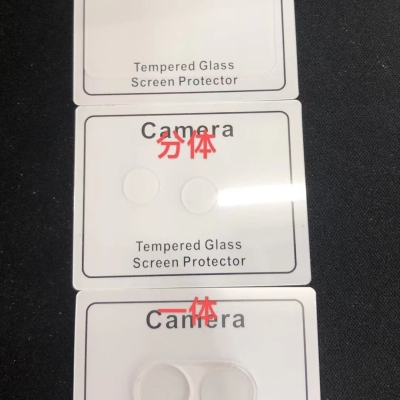 Tempered Glass
Screen Protector
Camera
分体
Tempered Glass
Screen Protector
一体
Camera